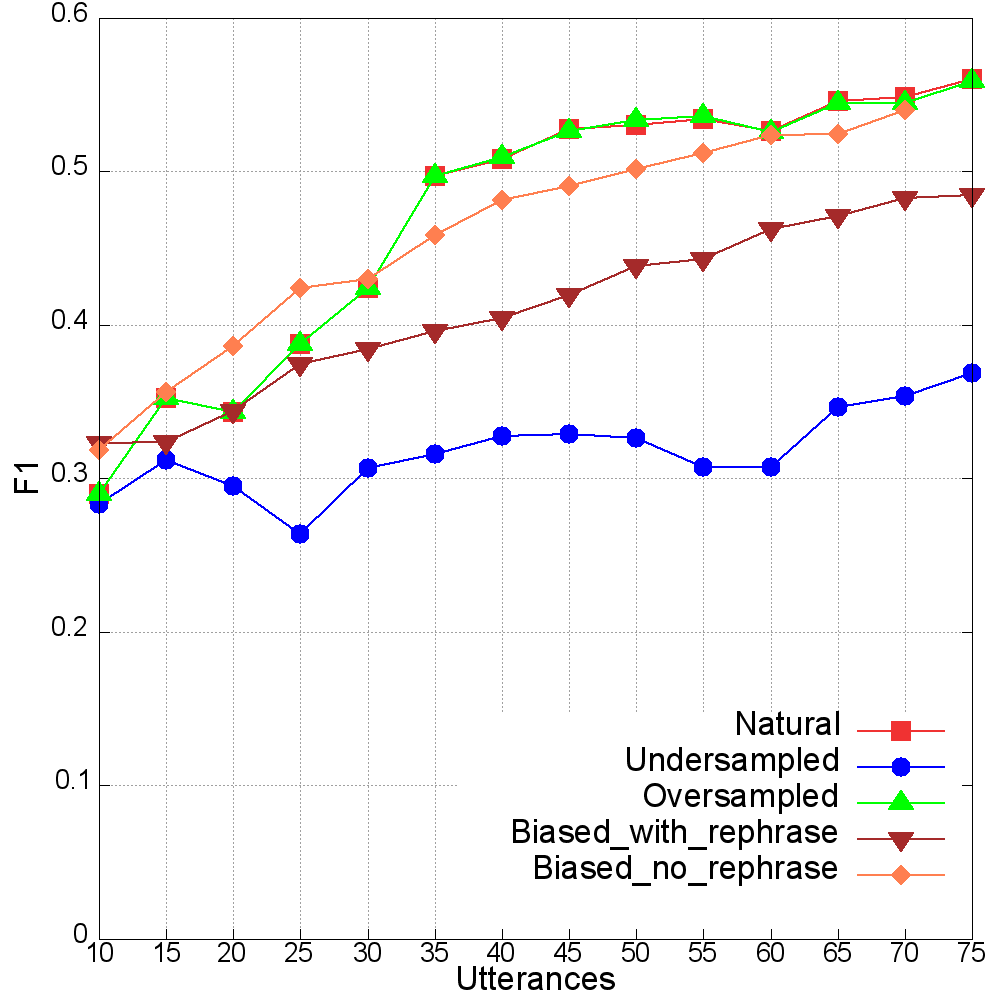 0.6
0.5
0.4
0.3
0.2
0.1
0
F1
Natural
Undersampled
Oversampled
Biased_with_rephrase
Biased_no_rephrase
10 15 20 25 30 35 40 45 50 55 60 65 70 75
Utterances